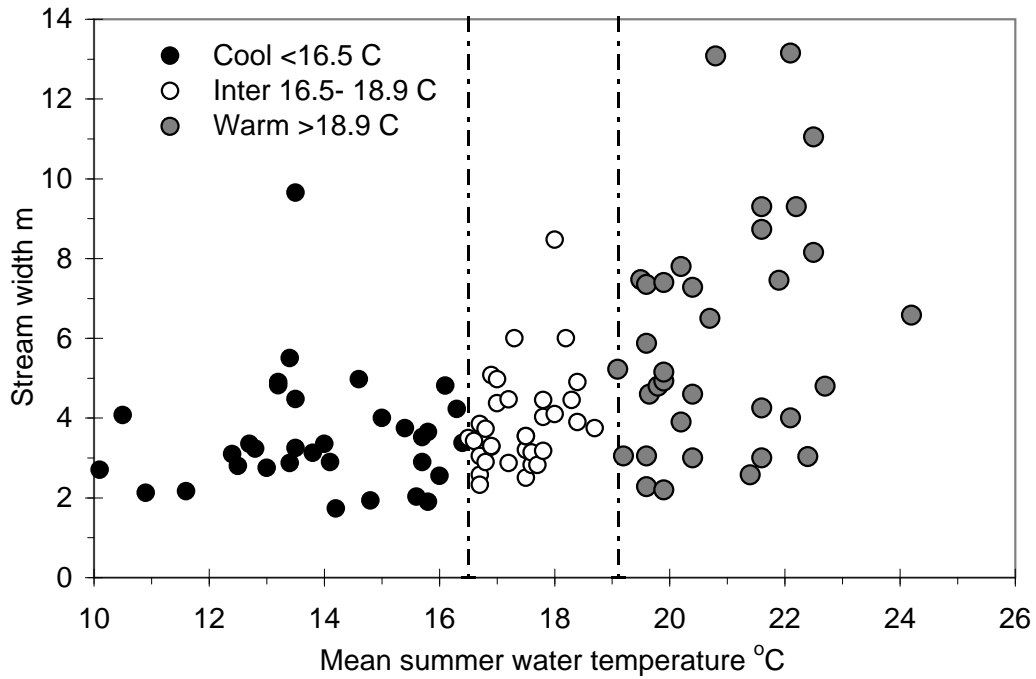 14
12
10
8
6
4
2
0
Stream width m
Cool <16.5 C
Inter 16.5- 18.9 C
Warm >18.9 C
10 12 14 16 18 20 22 24 26
Mean summer water temperature °C